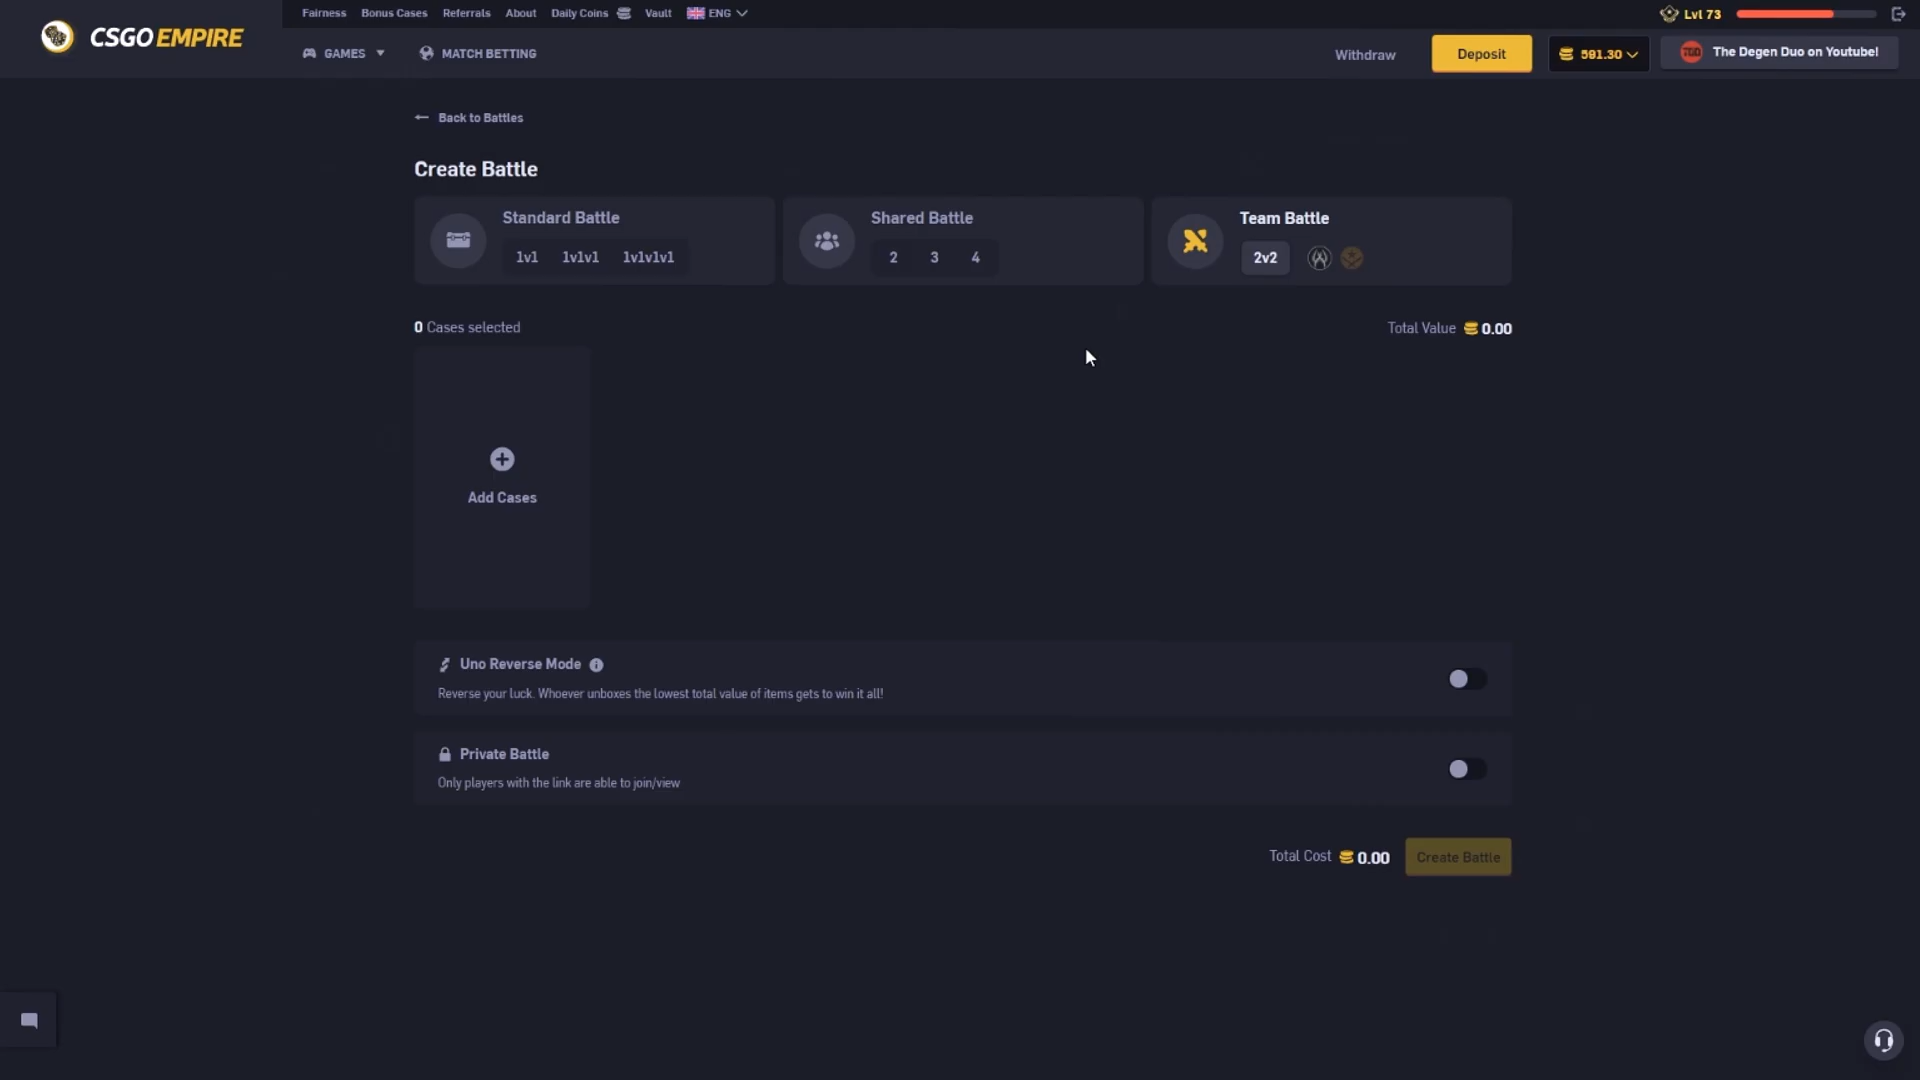 Fairness Bonus Cases Referrals About Daily Coins Vault ENG
Lvl 73
CSGOEMPIRE
GAMES MATCH BETTING
Withdraw Deposit 591.30 TGD The Degen Duo on Youtube!
Back to Battles
Create Battle
Standard Battle
1v1 1v1v1 1v1v1v1
Shared Battle
2 3 4
Team Battle
2v2
0 Cases selected
Total Value 0.00
Add Cases
Uno Reverse Mode
Reverse your luck. Whoever unboxes the lowest total value of items gets to win it all!
Private Battle
Only players with the link are able to join/view
Total Cost 0.00 Create Battle